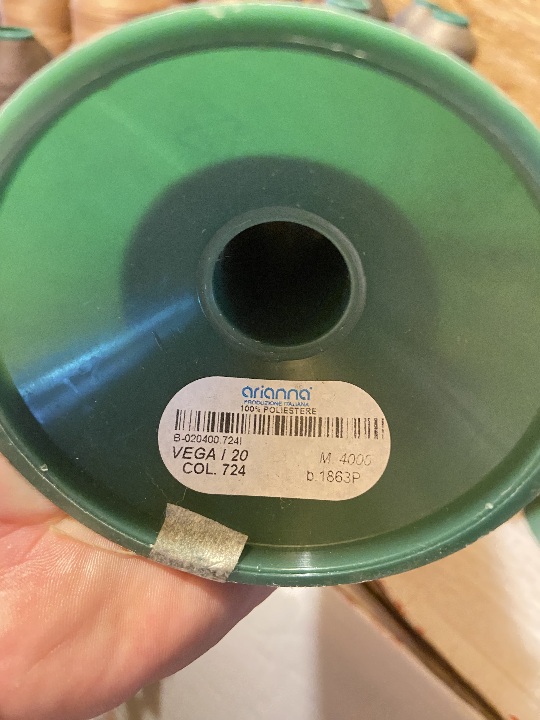 arianna
PRODUZIONE ITALIANA
100% POLIESTERE
B-020400.724I
VEGA I 20 M. 4000
COL. 724 b.1863P